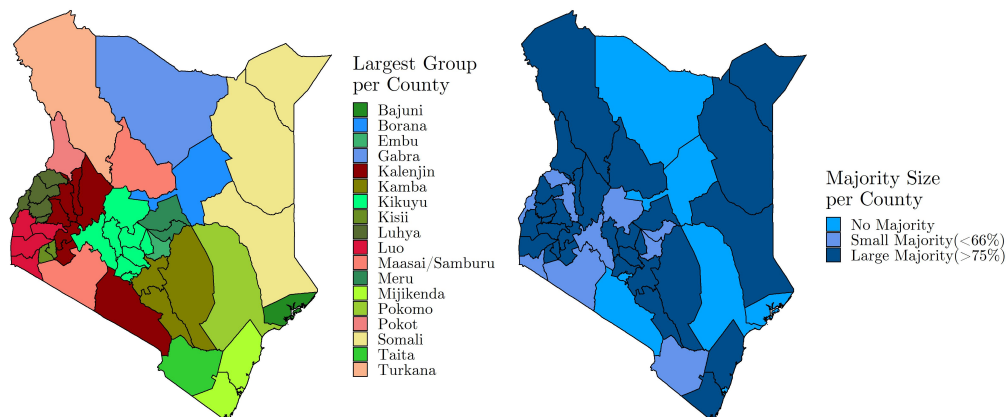 Largest Group
per County
Bajuni
Borana
Embu
Gabra
Kalenjin
Kamba
Kikuyu
Kisii
Luhya
Luo
Maasai/Samburu
Meru
Mijikenda
Pokomo
Pokot
Somali
Taita
Turkana
Majority Size
per County
No Majority
Small Majority(<66%)
Large Majority(>75%)